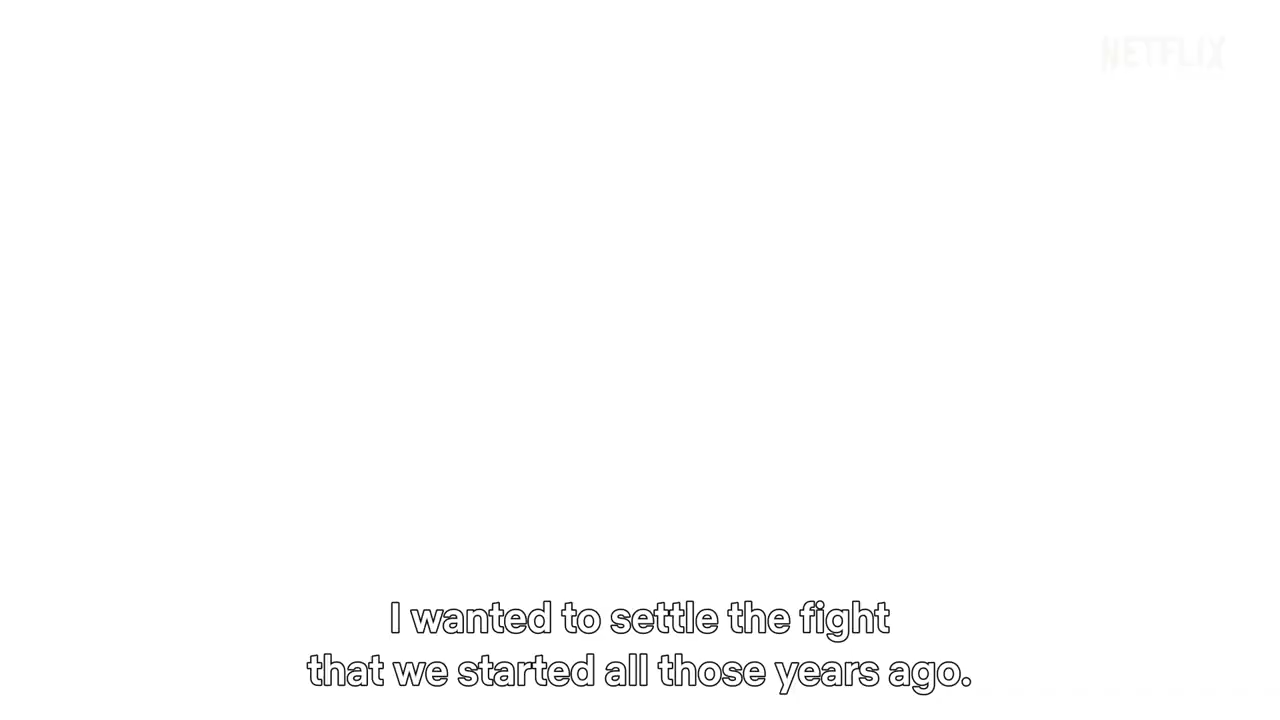 NETFLIX
I wanted to settle the fight
that we started all those years ago.